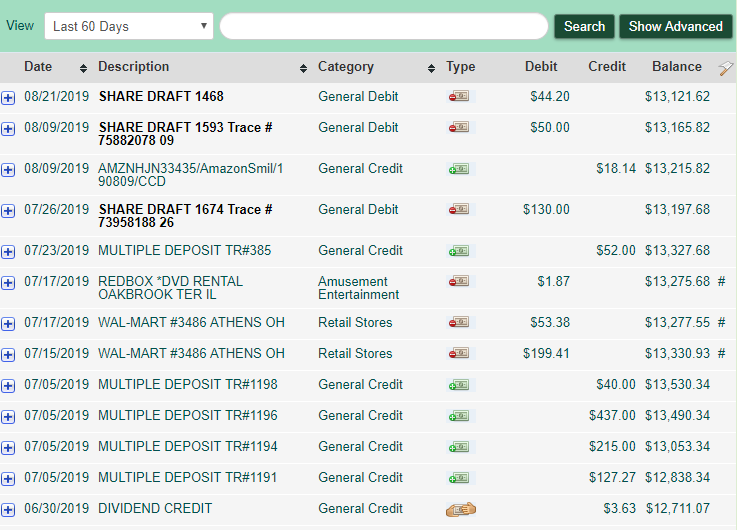 View Last 60 Days Search Show Advanced
Date Description Category Type Debit Credit Balance
08/21/2019 SHARE DRAFT 1468 General Debit $44.20 $13,121.62
08/09/2019 SHARE DRAFT 1593 Trace # General Debit $50.00 $13,165.82
75882078 09
08/09/2019 AMZNHJN33435/AmazonSmil/1 General Credit $18.14 $13,215.82
90809/CCD
07/26/2019 SHARE DRAFT 1674 Trace # General Debit $130.00 $13,197.68
73958188 26
07/23/2019 MULTIPLE DEPOSIT TR#385 General Credit $52.00 $13,327.68
07/17/2019 REDBOX *DVD RENTAL Amusement $1.87 $13,275.68 #
OAKBROOK TER IL Entertainment
07/17/2019 WAL-MART #3486 ATHENS OH Retail Stores $53.38 $13,277.55 #
07/15/2019 WAL-MART #3486 ATHENS OH Retail Stores $199.41 $13,330.93 #
07/05/2019 MULTIPLE DEPOSIT TR#1198 General Credit $40.00 $13,530.34
07/05/2019 MULTIPLE DEPOSIT TR#1196 General Credit $437.00 $13,490.34
07/05/2019 MULTIPLE DEPOSIT TR#1194 General Credit $215.00 $13,053.34
07/05/2019 MULTIPLE DEPOSIT TR#1191 General Credit $127.27 $12,838.34
06/30/2019 DIVIDEND CREDIT General Credit $3.63 $12,711.07